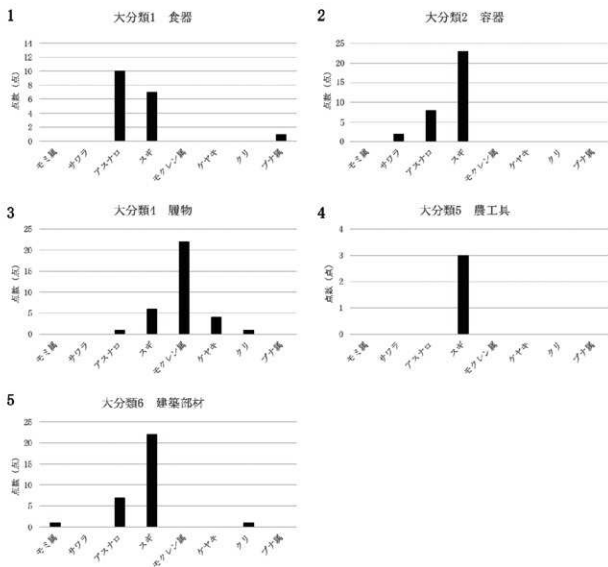 1
大分類1 食器
点数（点）
14
12
10
8
6
4
2
0
モミ属 サワラ アスナロ スギ モクレン属 ケヤキ クリ ブナ属
2
大分類2 容器
点数（点）
25
20
15
10
5
0
モミ属 サワラ アスナロ スギ モクレン属 ケヤキ クリ ブナ属
3
大分類4 履物
点数（点）
25
20
15
10
5
0
モミ属 サワラ アスナロ スギ モクレン属 ケヤキ クリ ブナ属
4
大分類5 農工具
点数（点）
4
3
2
1
0
モミ属 サワラ アスナロ スギ モクレン属 ケヤキ クリ ブナ属
5
大分類6 建築部材
点数（点）
25
20
15
10
5
0
モミ属 サワラ アスナロ スギ モクレン属 ケヤキ クリ ブナ属